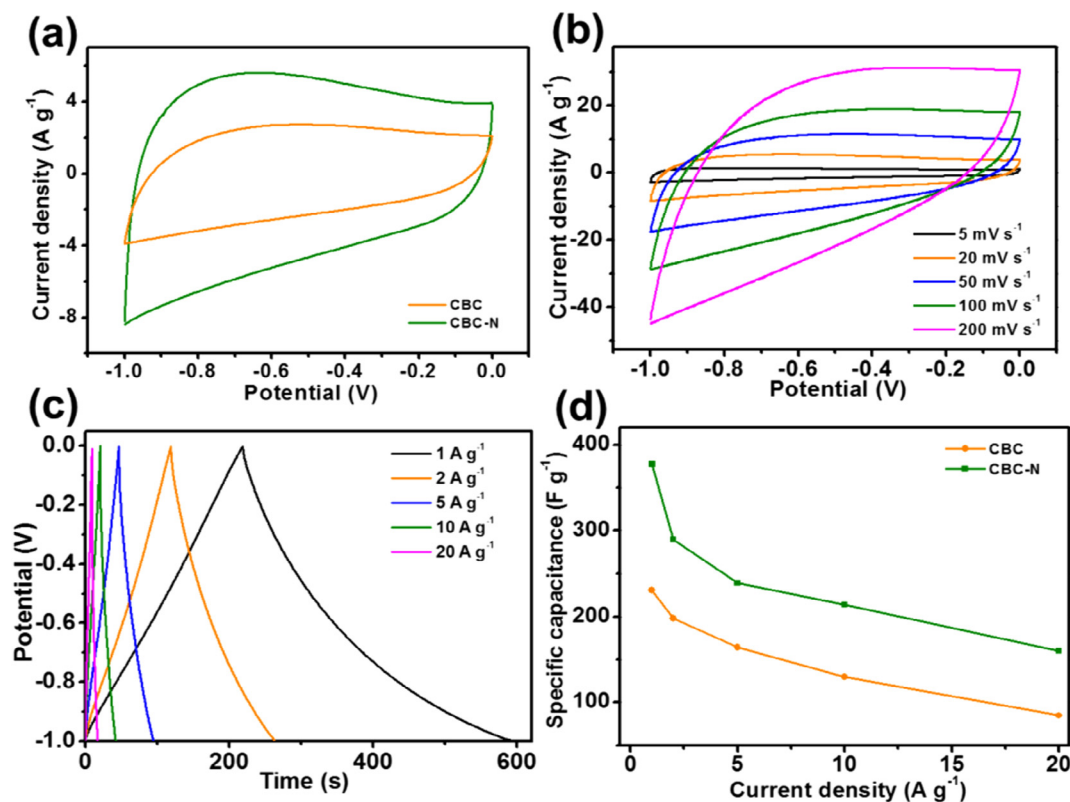 (a)
Current density (A g⁻¹)
4
0
-4
-8
-1.0 -0.8 -0.6 -0.4 -0.2 0.0
Potential (V)
CBC
CBC-N
(b)
Current density (A g⁻¹)
20
0
-20
-40
-1.0 -0.8 -0.6 -0.4 -0.2 0.0
Potential (V)
5 mV s⁻¹
20 mV s⁻¹
50 mV s⁻¹
100 mV s⁻¹
200 mV s⁻¹
(c)
Potential (V)
0.0
-0.2
-0.4
-0.6
-0.8
-1.0
0 200 400 600
Time (s)
1 A g⁻¹
2 A g⁻¹
5 A g⁻¹
10 A g⁻¹
20 A g⁻¹
(d)
Specific capacitance (F g⁻¹)
400
300
200
100
0 5 10 15 20
Current density (A g⁻¹)
CBC
CBC-N